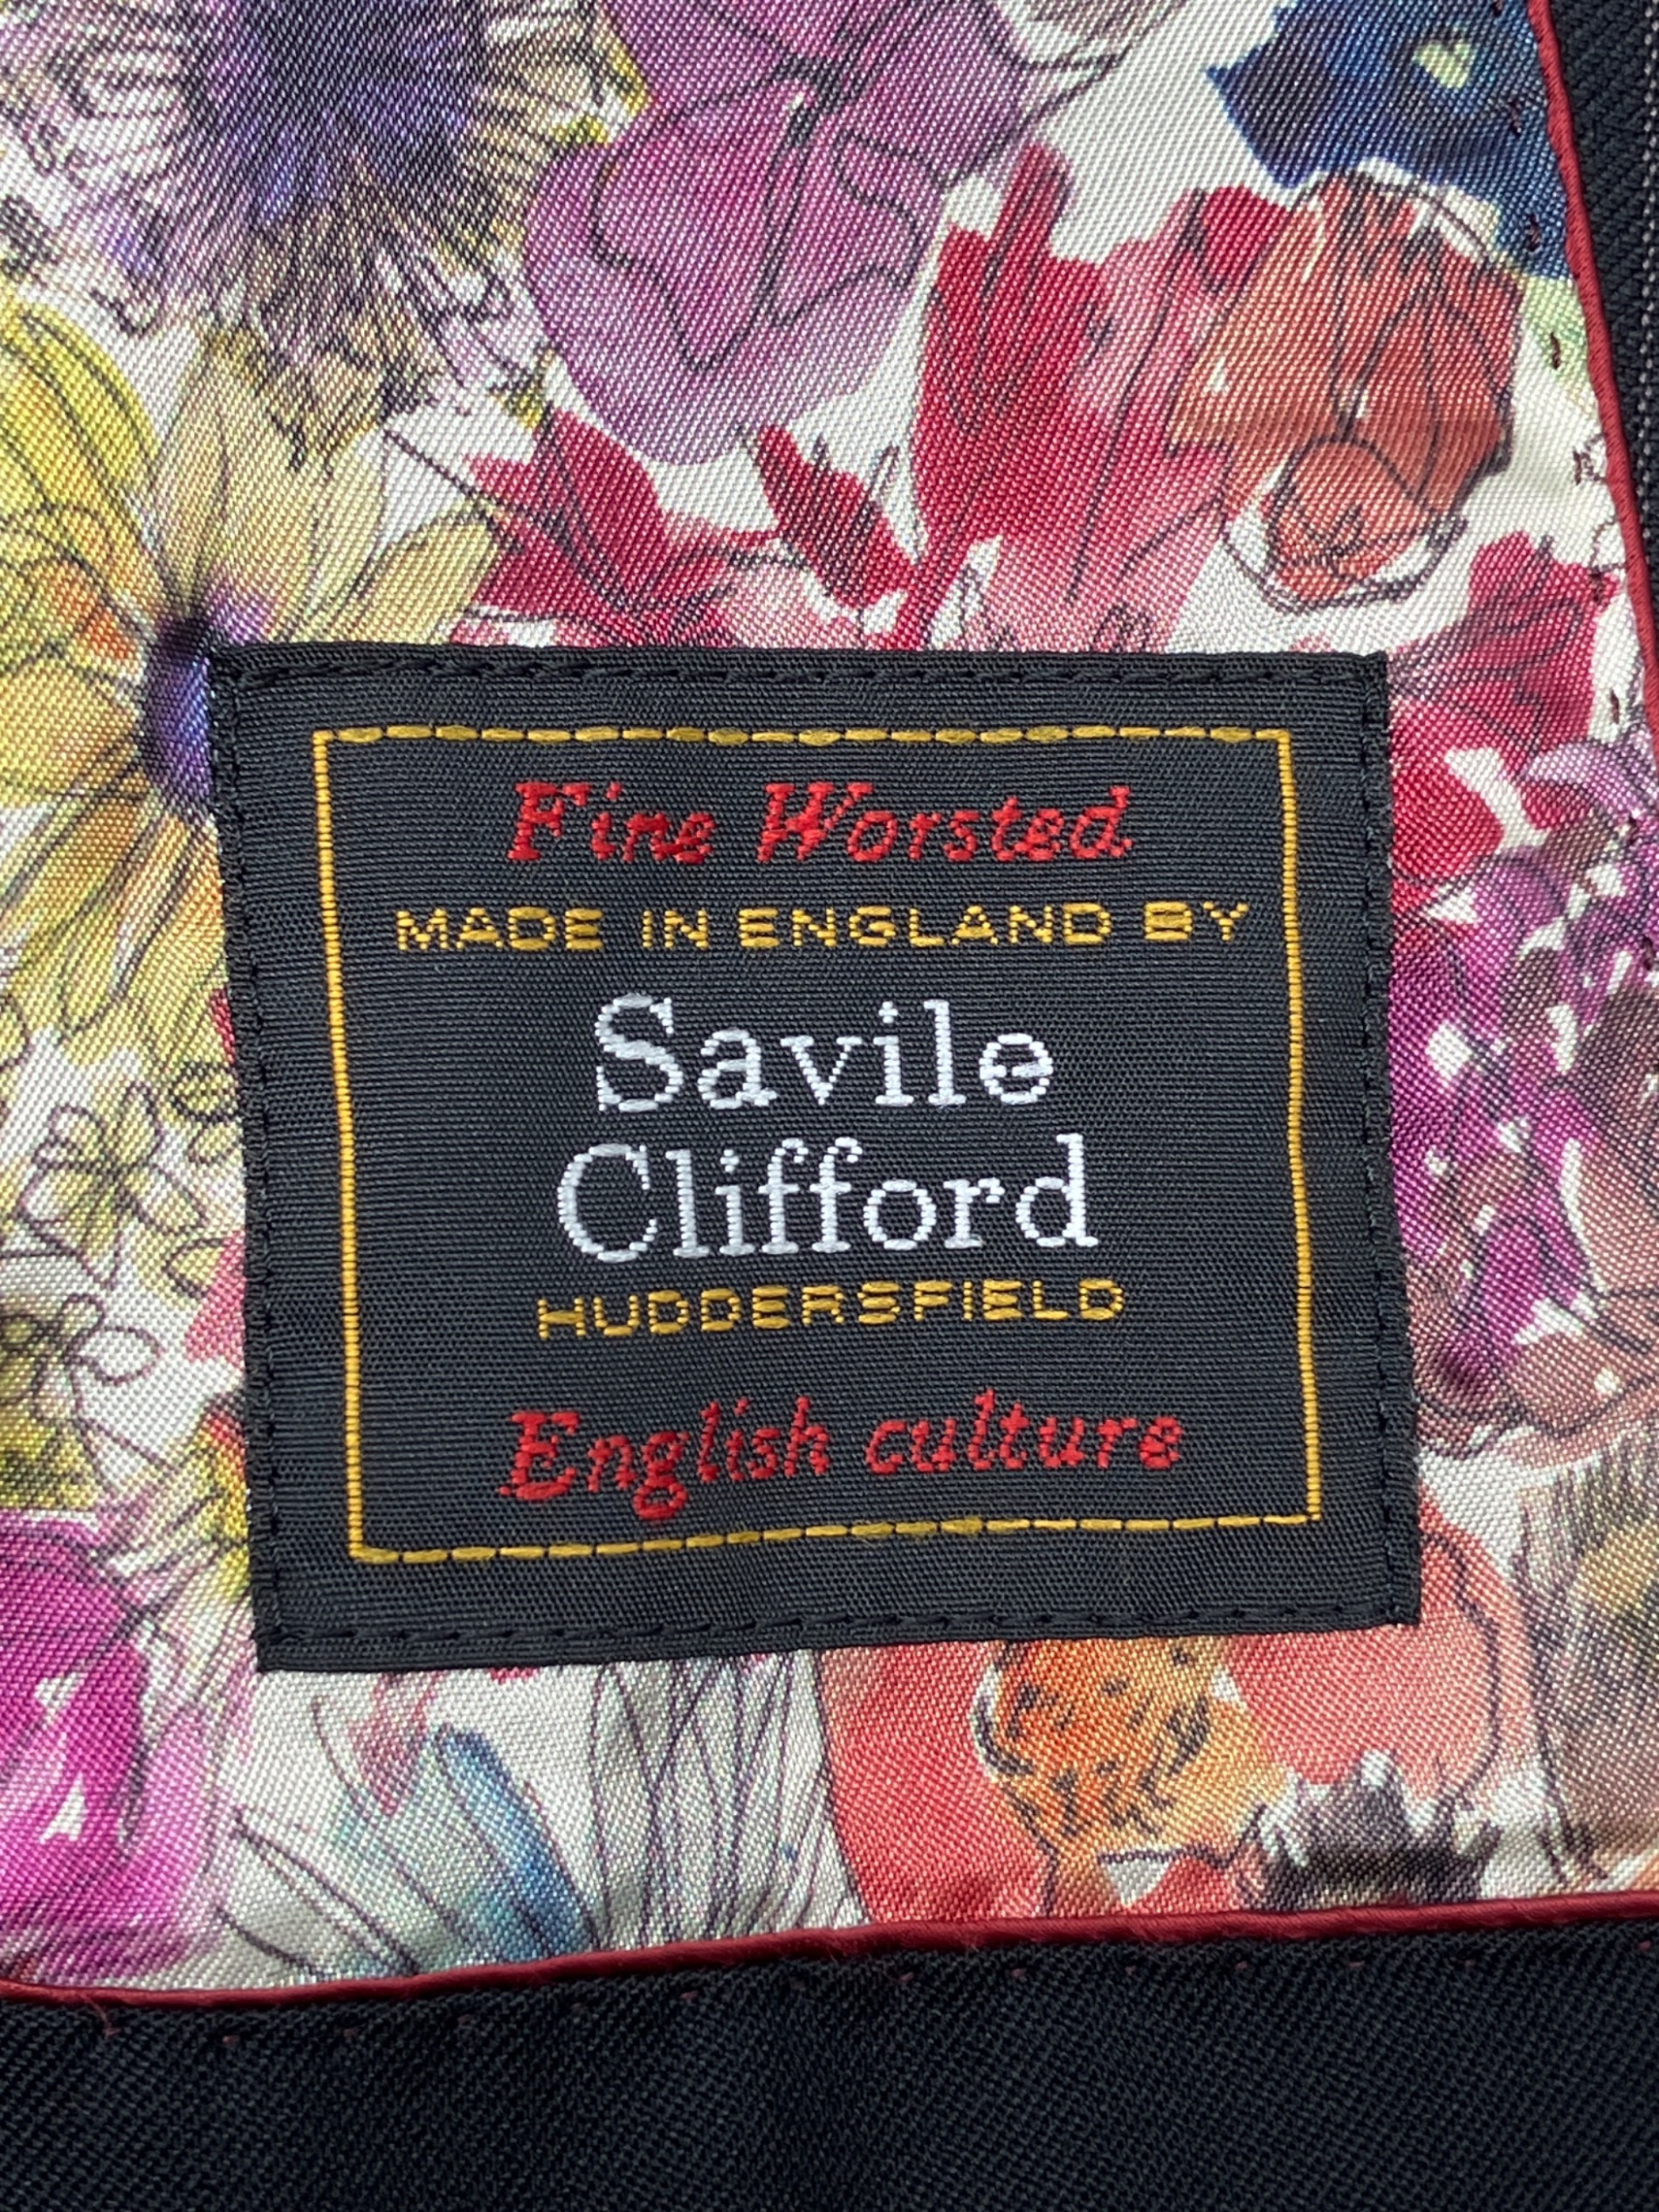 Fine Worsted
MADE IN ENGLAND BY
Savile
Clifford
HUDDERSFIELD
English culture